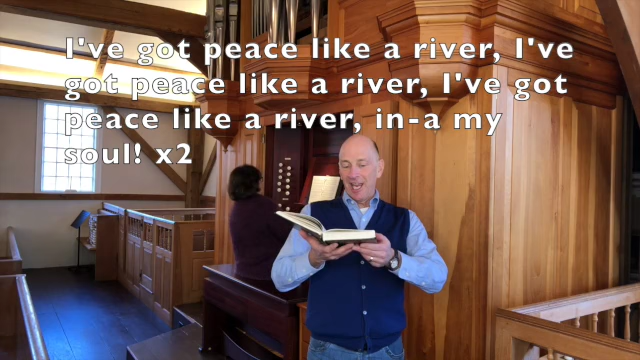 I've got peace like a river, I've
got peace like a river, I've got
peace like a river, in-a my
soul! x2